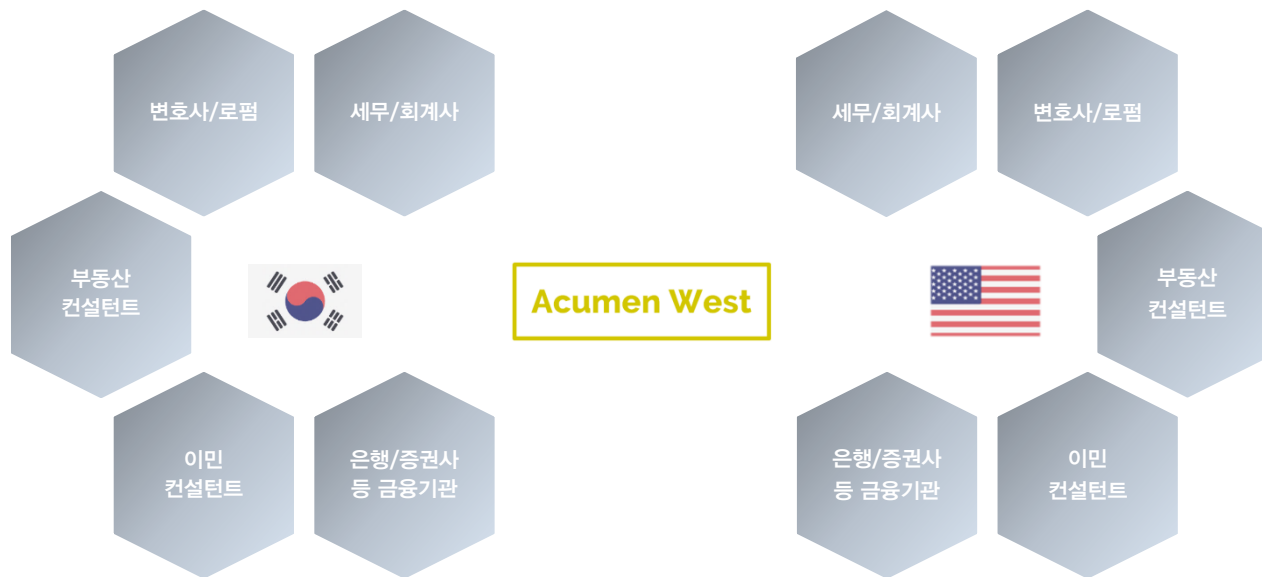 변호사/로펌
세무/회계사
세무/회계사
변호사/로펌
부동산
컨설턴트
Acumen West
부동산
컨설턴트
이민
컨설턴트
은행/증권사
등 금융기관
은행/증권사
등 금융기관
이민
컨설턴트